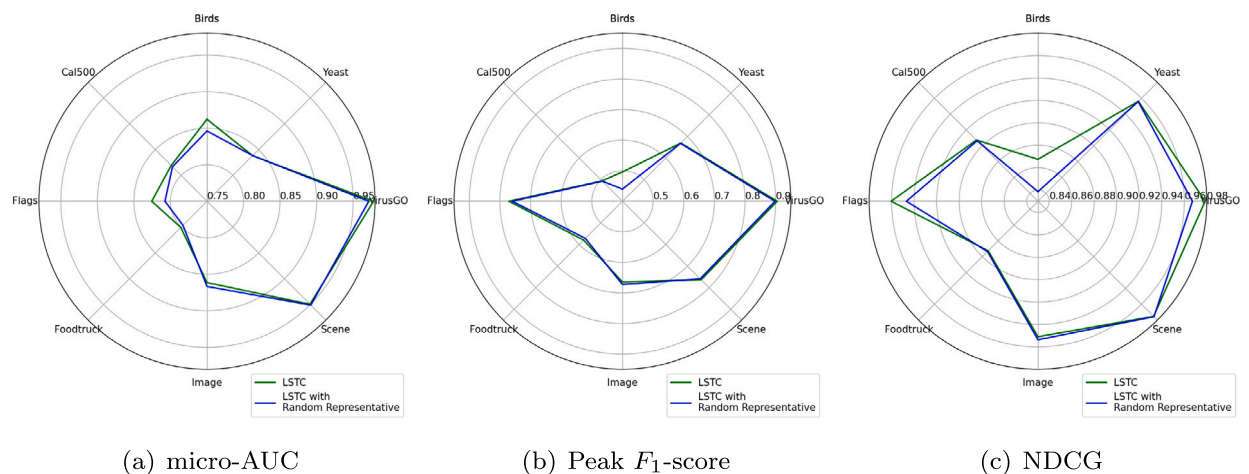 Birds
Yeast
VirusGO
Scene
Image
Foodtruck
Flags
Cal500
0.75 0.80 0.85 0.90 0.95
LSTC
LSTC with
Random Representative
(a) micro-AUC
Birds
Yeast
VirusGO
Scene
Image
Foodtruck
Flags
Cal500
0.5 0.6 0.7 0.8 0.9
LSTC
LSTC with
Random Representative
(b) Peak F1-score
Birds
Yeast
VirusGO
Scene
Image
Foodtruck
Flags
Cal500
0.84 0.86 0.88 0.90 0.92 0.94 0.96 0.98
LSTC
LSTC with
Random Representative
(c) NDCG